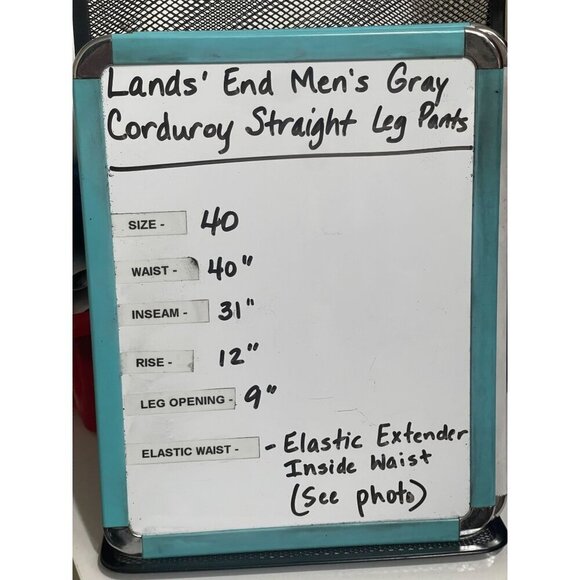 Lands' End Men's Gray
Corduroy Straight Leg Pants
SIZE - 40
WAIST - 40"
INSEAM - 31"
RISE - 12"
LEG OPENING - 9"
ELASTIC WAIST - - Elastic Extender
Inside Waist
(See photo)